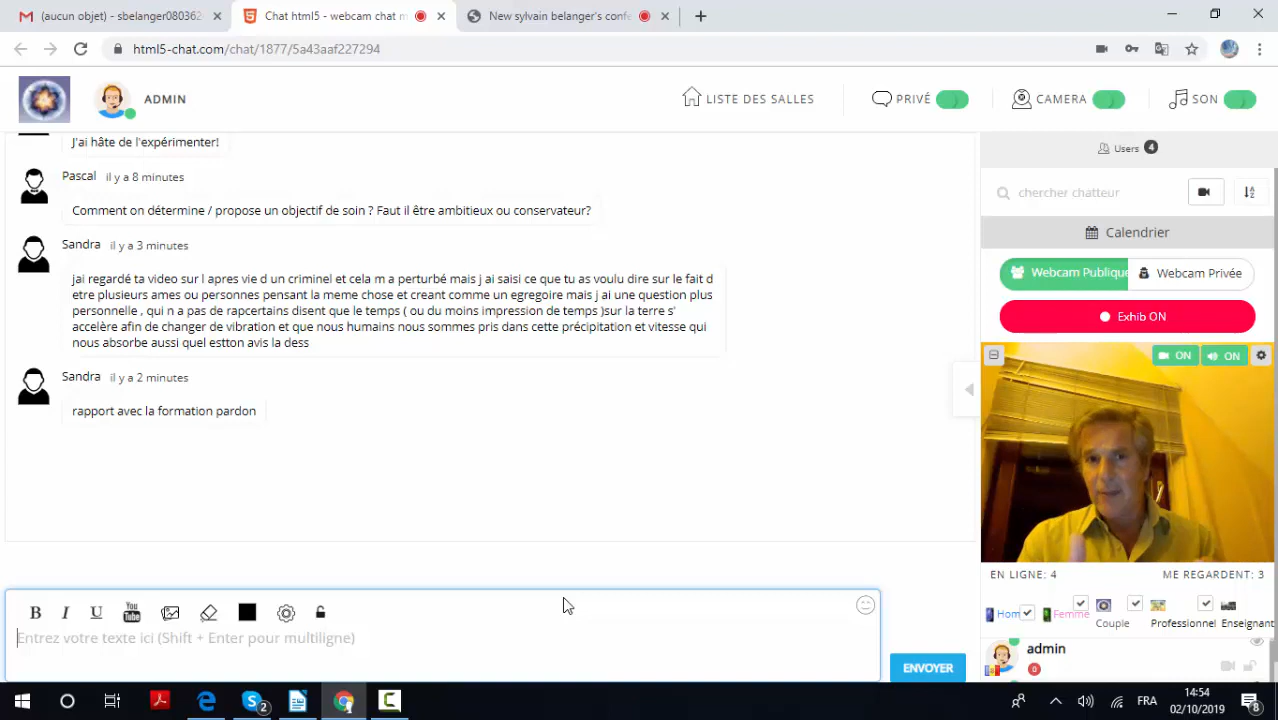 (aucun objet) - sbelanger080362
Chat html5 - webcam chat m
New sylvain belanger's confe
html5-chat.com/chat/1877/5a43aaf227294
ADMIN
LISTE DES SALLES
PRIVÉ
CAMERA
SON
J'ai hâte de l'expérimenter!
Pascal il y a 8 minutes
Comment on détermine / propose un objectif de soin ? Faut il être ambitieux ou conservateur?
Sandra il y a 3 minutes
jai regardé ta video sur l apres vie d un criminel et cela m a perturbé mais j ai saisi ce que tu as voulu dire sur le fait d
etre plusieurs ames ou personnes pensant la meme chose et creant comme un egregoire mais j ai une question plus
personnelle , qui n a pas de rapcertains disent que le temps ( ou du moins impression de temps )sur la terre s'
accelère afin de changer de vibration et que nous humains nous sommes pris dans cette précipitation et vitesse qui
nous absorbe aussi quel estton avis la dess
Sandra il y a 2 minutes
rapport avec la formation pardon
Users 4
chercher chatteur
Calendrier
Webcam Publique
Webcam Privée
Exhib ON
ON
ON
EN LIGNE: 4
ME REGARDENT: 3
Hom
Femme
Couple
Professionnel
Enseignant
admin
0
B I U You Tube
Entrez votre texte ici (Shift + Enter pour multiligne)
ENVOYER
2
FRA
14:54
02/10/2019
8